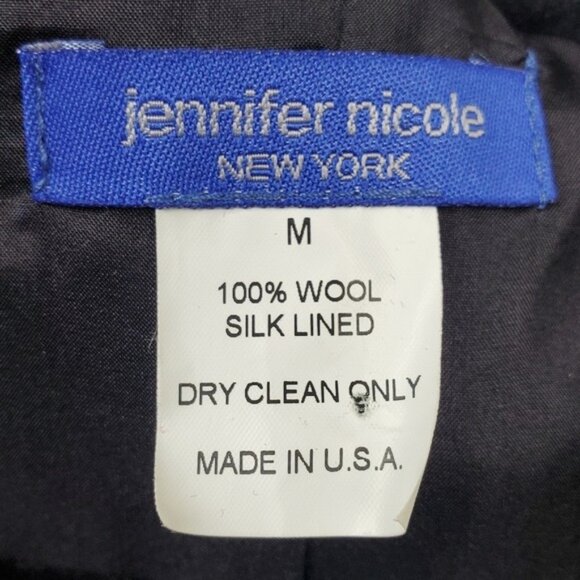 jennifer nicole
NEW YORK
M
100% WOOL
SILK LINED
DRY CLEAN ONLY
MADE IN U.S.A.